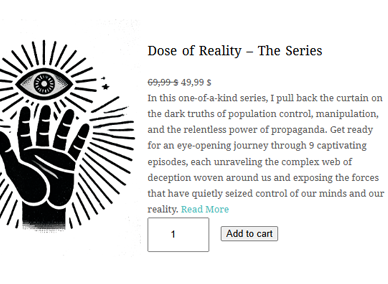 Dose of Reality – The Series
69,99 $ 49,99 $
In this one-of-a-kind series, I pull back the curtain on
the dark truths of population control, manipulation,
and the relentless power of propaganda. Get ready
for an eye-opening journey through 9 captivating
episodes, each unraveling the complex web of
deception woven around us and exposing the forces
that have quietly seized control of our minds and our
reality. Read More
1
Add to cart